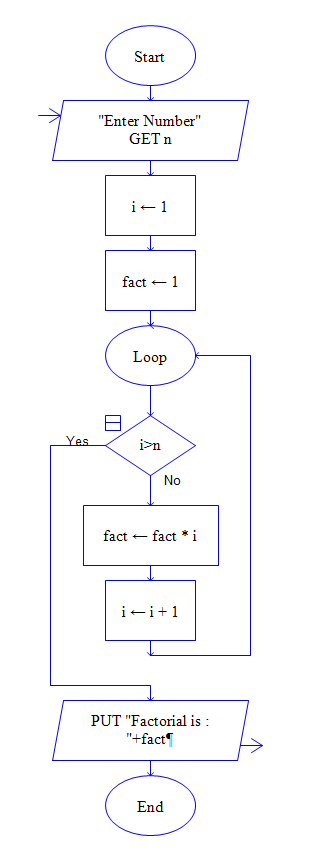 Start
"Enter Number"
GET n
i ← 1
fact ← 1
Loop
i>n
Yes
No
fact ← fact * i
i ← i + 1
PUT "Factorial is :
"+fact¶
End